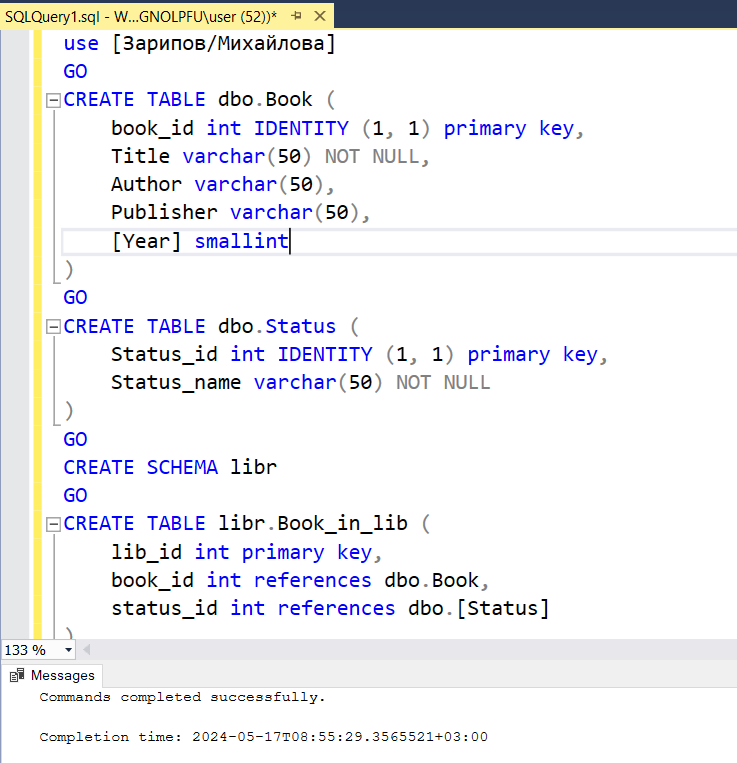 SQLQuery1.sql - W...GNOLPFU\user (52))*
use [Зарипов/Михайлова]
GO
CREATE TABLE dbo.Book (
book_id int IDENTITY (1, 1) primary key,
Title varchar(50) NOT NULL,
Author varchar(50),
Publisher varchar(50),
[Year] smallint
)
GO
CREATE TABLE dbo.Status (
Status_id int IDENTITY (1, 1) primary key,
Status_name varchar(50) NOT NULL
)
GO
CREATE SCHEMA libr
GO
CREATE TABLE libr.Book_in_lib (
lib_id int primary key,
book_id int references dbo.Book,
status_id int references dbo.[Status]
)
133 %
Messages
Commands completed successfully.
Completion time: 2024-05-17T08:55:29.3565521+03:00